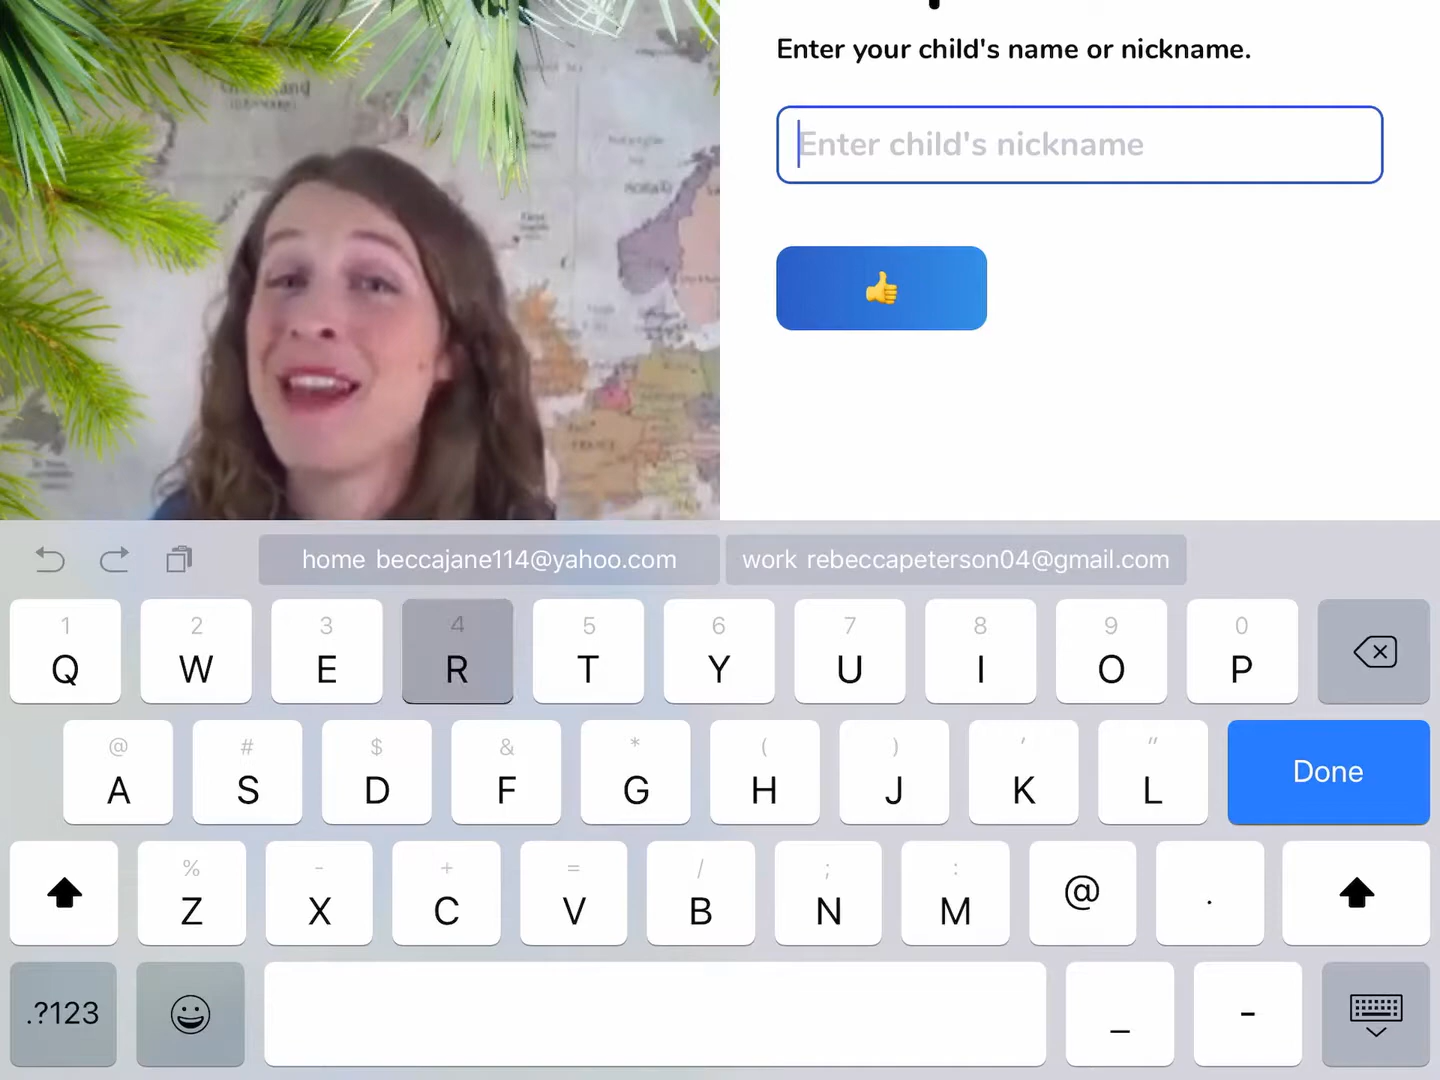 Enter your child's name or nickname.
Enter child's nickname
home beccajane114@yahoo.com
work rebeccapeterson04@gmail.com
1 2 3 4 5 6 7 8 9 0
Q W E R T Y U I O P
@ # $ & * ( ) ' "
A S D F G H J K L Done
% - + = / ; :
Z X C V B N M @ .
.?123 _ -
FRANCE